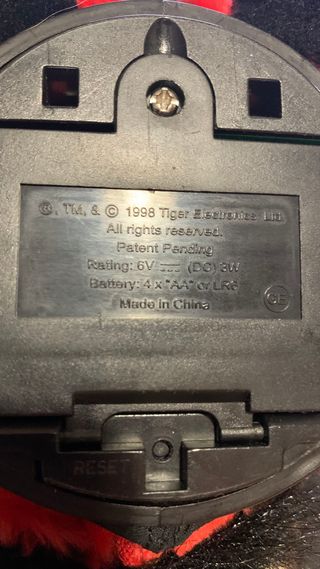 ®, TM, & © 1998 Tiger Electronics Ltd.
All rights reserved.
Patent Pending
Rating: 6V ⎓ (DC) 3W
Battery: 4 x "AA" or LR6
Made in China
CE
RESET